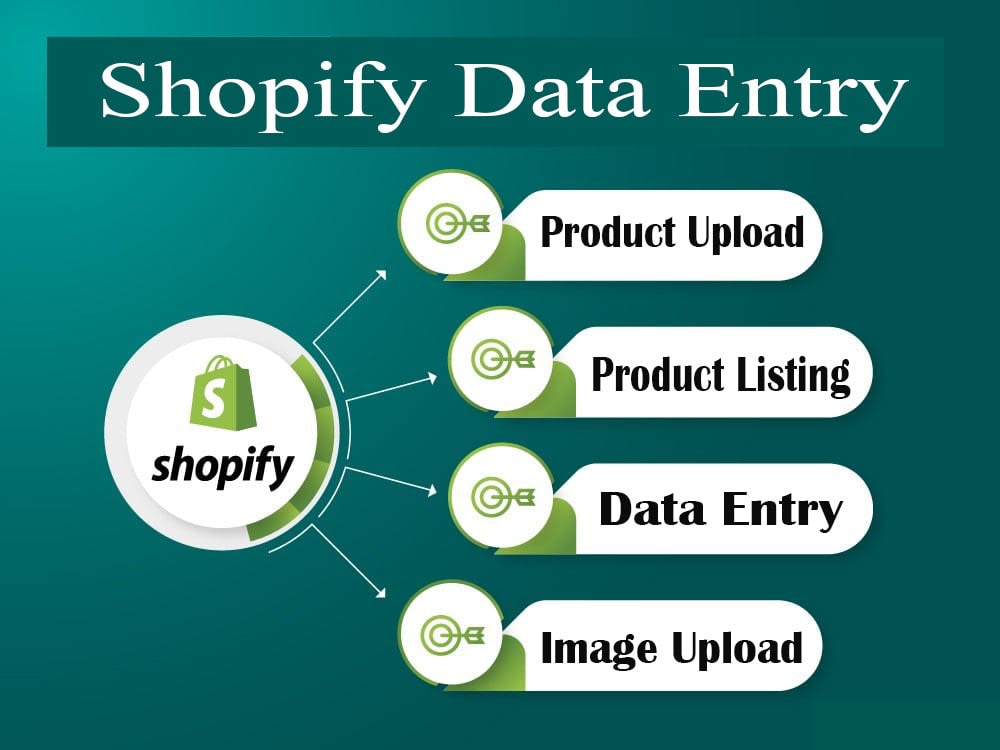 Shopify Data Entry
Product Upload
Product Listing
S
shopify
Data Entry
Image Upload